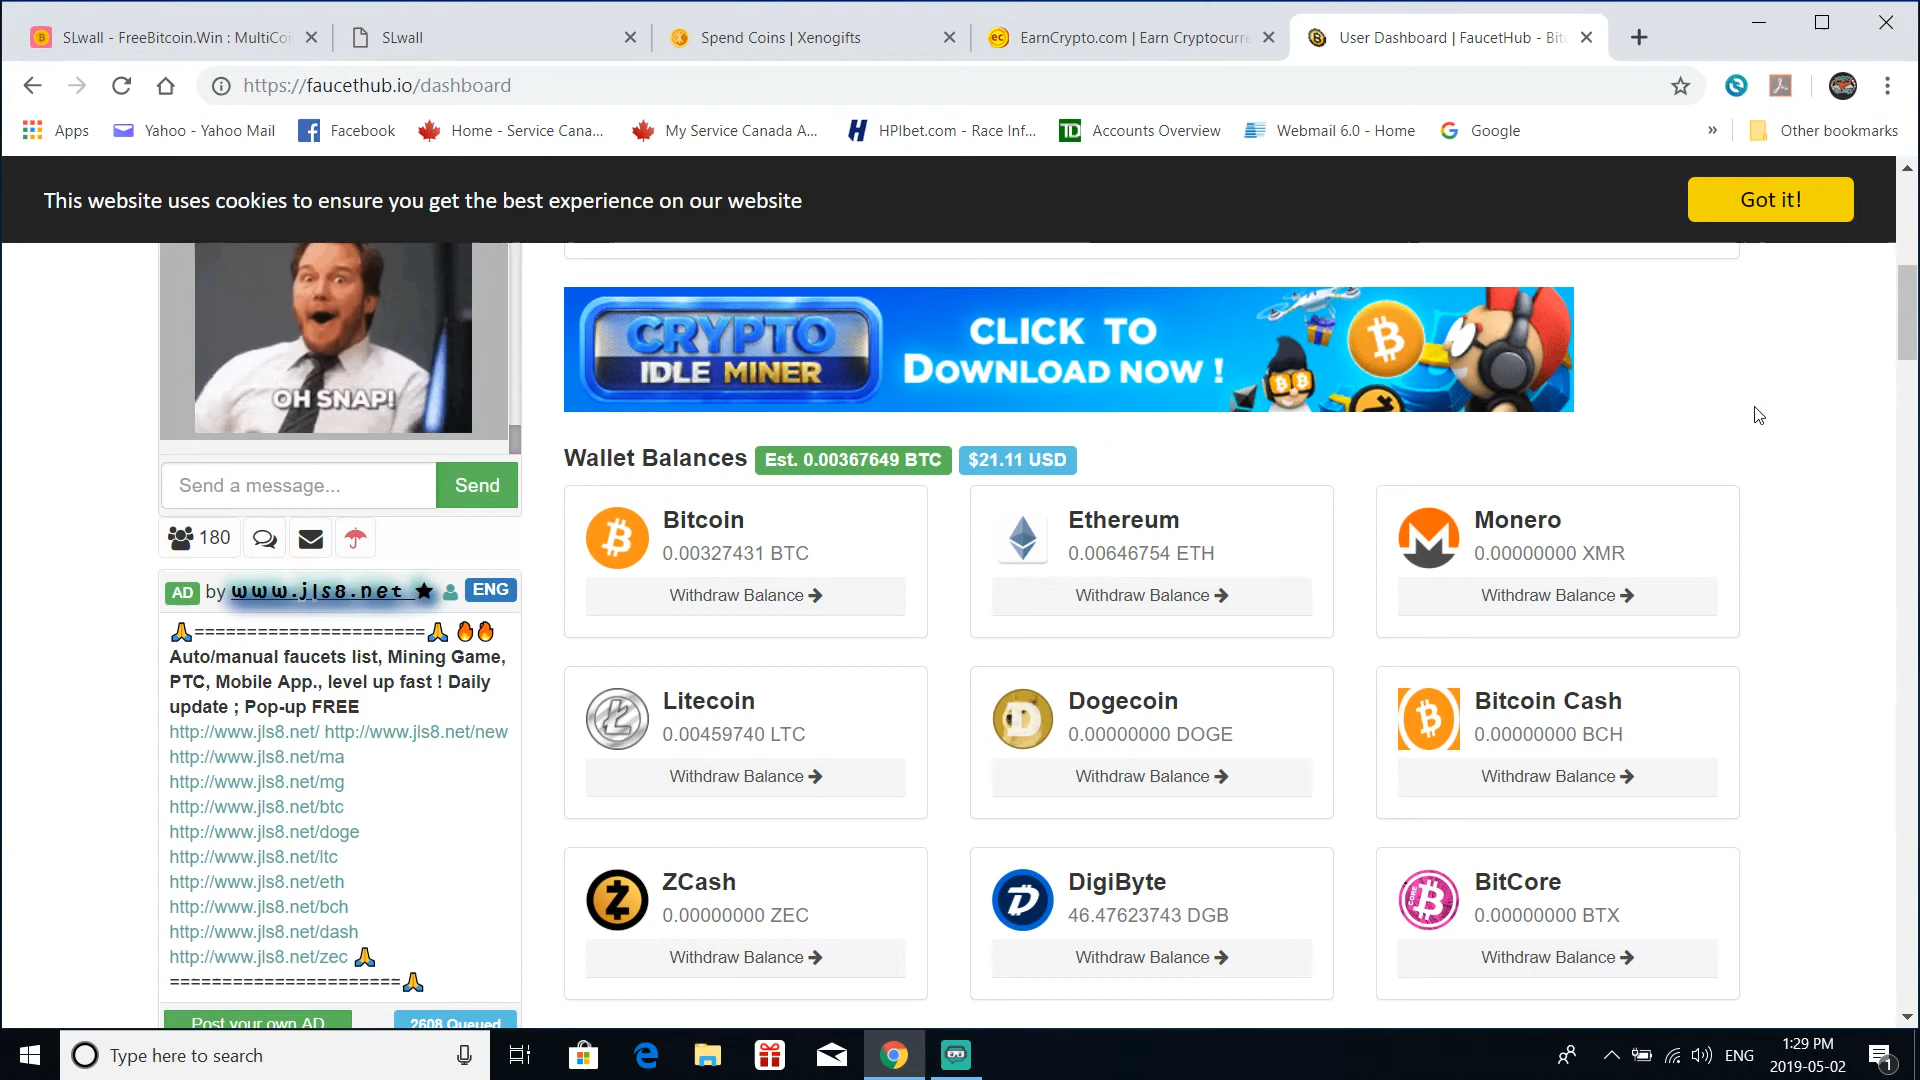 SLwall - FreeBitcoin.Win : MultiCoi
SLwall
Spend Coins | Xenogifts
EarnCrypto.com | Earn Cryptocurre
User Dashboard | FaucetHub - Bit
https://faucethub.io/dashboard
Apps
Yahoo - Yahoo Mail
Facebook
Home - Service Cana...
My Service Canada A...
HPIbet.com - Race Inf...
TD
Accounts Overview
Webmail 6.0 - Home
Google
»
Other bookmarks
This website uses cookies to ensure you get the best experience on our website
Got it!
OH SNAP!
Send a message...
Send
180
AD by www.jls8.net ENG
======================
Auto/manual faucets list, Mining Game,
PTC, Mobile App., level up fast ! Daily
update ; Pop-up FREE
http://www.jls8.net/ http://www.jls8.net/new
http://www.jls8.net/ma
http://www.jls8.net/mg
http://www.jls8.net/btc
http://www.jls8.net/doge
http://www.jls8.net/ltc
http://www.jls8.net/eth
http://www.jls8.net/bch
http://www.jls8.net/dash
http://www.jls8.net/zec
======================
Post your own AD
2608 Queued
CRYPTO
IDLE MINER
CLICK TO
DOWNLOAD NOW !
Wallet Balances Est. 0.00367649 BTC $21.11 USD
Bitcoin
0.00327431 BTC
Withdraw Balance
Ethereum
0.00646754 ETH
Withdraw Balance
Monero
0.00000000 XMR
Withdraw Balance
Litecoin
0.00459740 LTC
Withdraw Balance
Dogecoin
0.00000000 DOGE
Withdraw Balance
Bitcoin Cash
0.00000000 BCH
Withdraw Balance
ZCash
0.00000000 ZEC
Withdraw Balance
DigiByte
46.47623743 DGB
Withdraw Balance
CORE
BitCore
0.00000000 BTX
Withdraw Balance
Type here to search
ENG
1:29 PM
2019-05-02
1